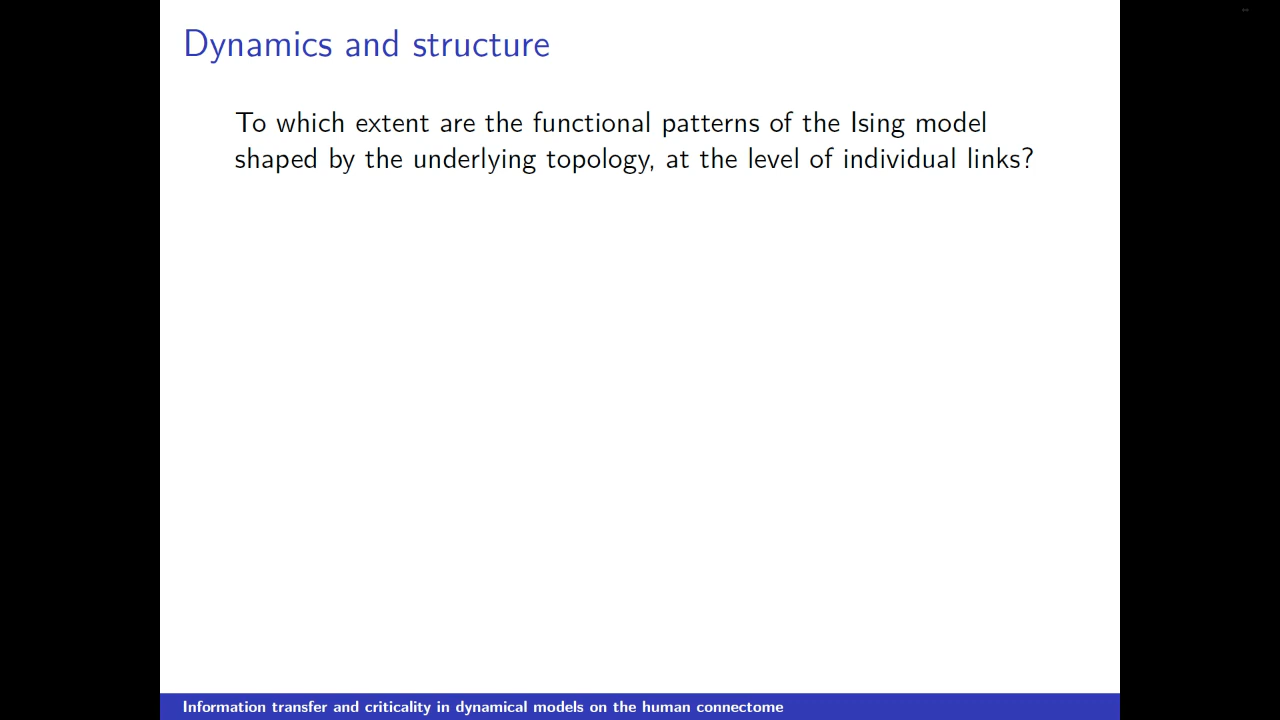 Dynamics and structure
To which extent are the functional patterns of the Ising model
shaped by the underlying topology, at the level of individual links?
Information transfer and criticality in dynamical models on the human connectome